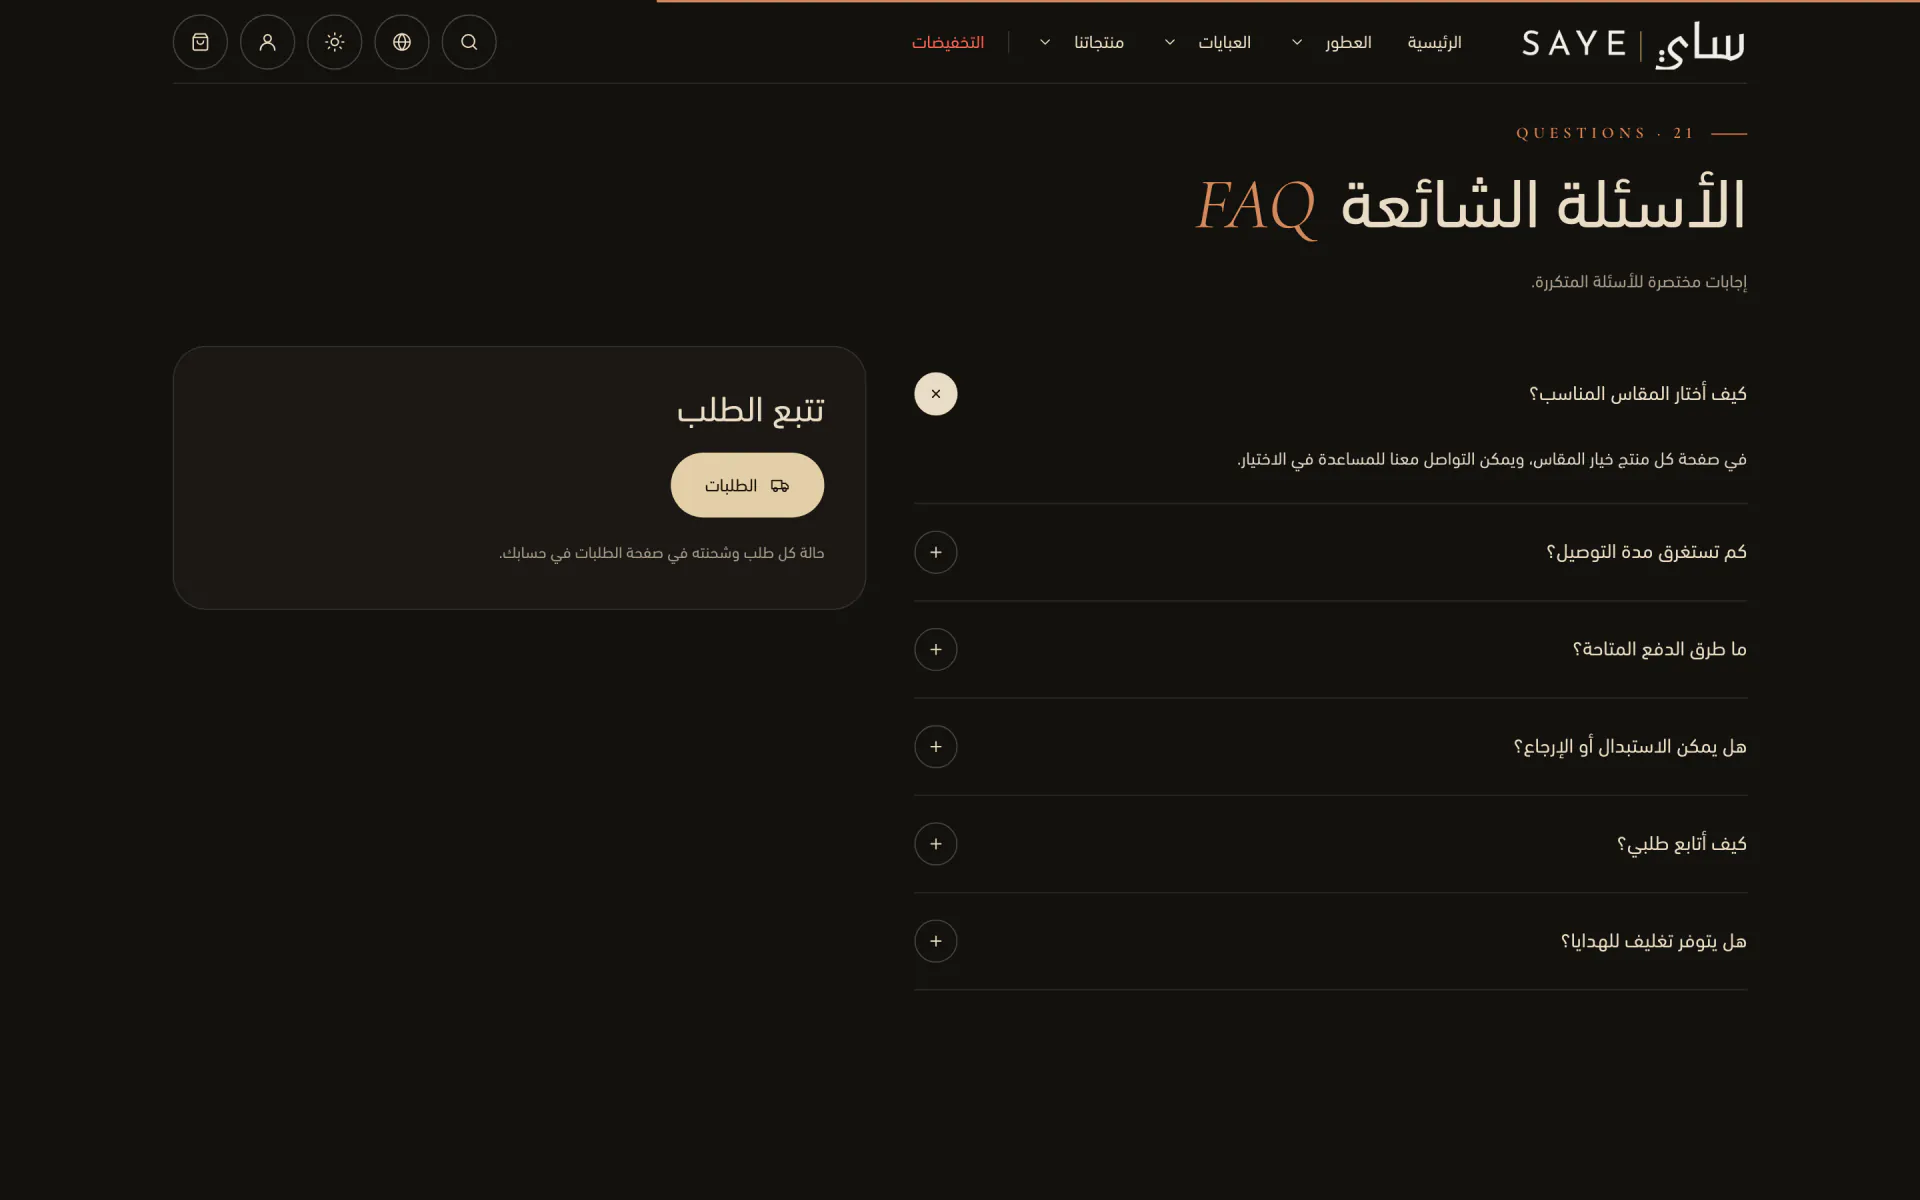 ساي | SAYE
الرئيسية
العطور
العبايات
منتجاتنا
التخفيضات
QUESTIONS · 21
الأسئلة الشائعة FAQ
إجابات مختصرة للأسئلة المتكررة.
كيف أختار المقاس المناسب؟
في صفحة كل منتج خيار المقاس، ويمكن التواصل معنا للمساعدة في الاختيار.
كم تستغرق مدة التوصيل؟
ما طرق الدفع المتاحة؟
هل يمكن الاستبدال أو الإرجاع؟
كيف أتابع طلبي؟
هل يتوفر تغليف للهدايا؟
تتبع الطلب
الطلبات
حالة كل طلب وشحنته في صفحة الطلبات في حسابك.